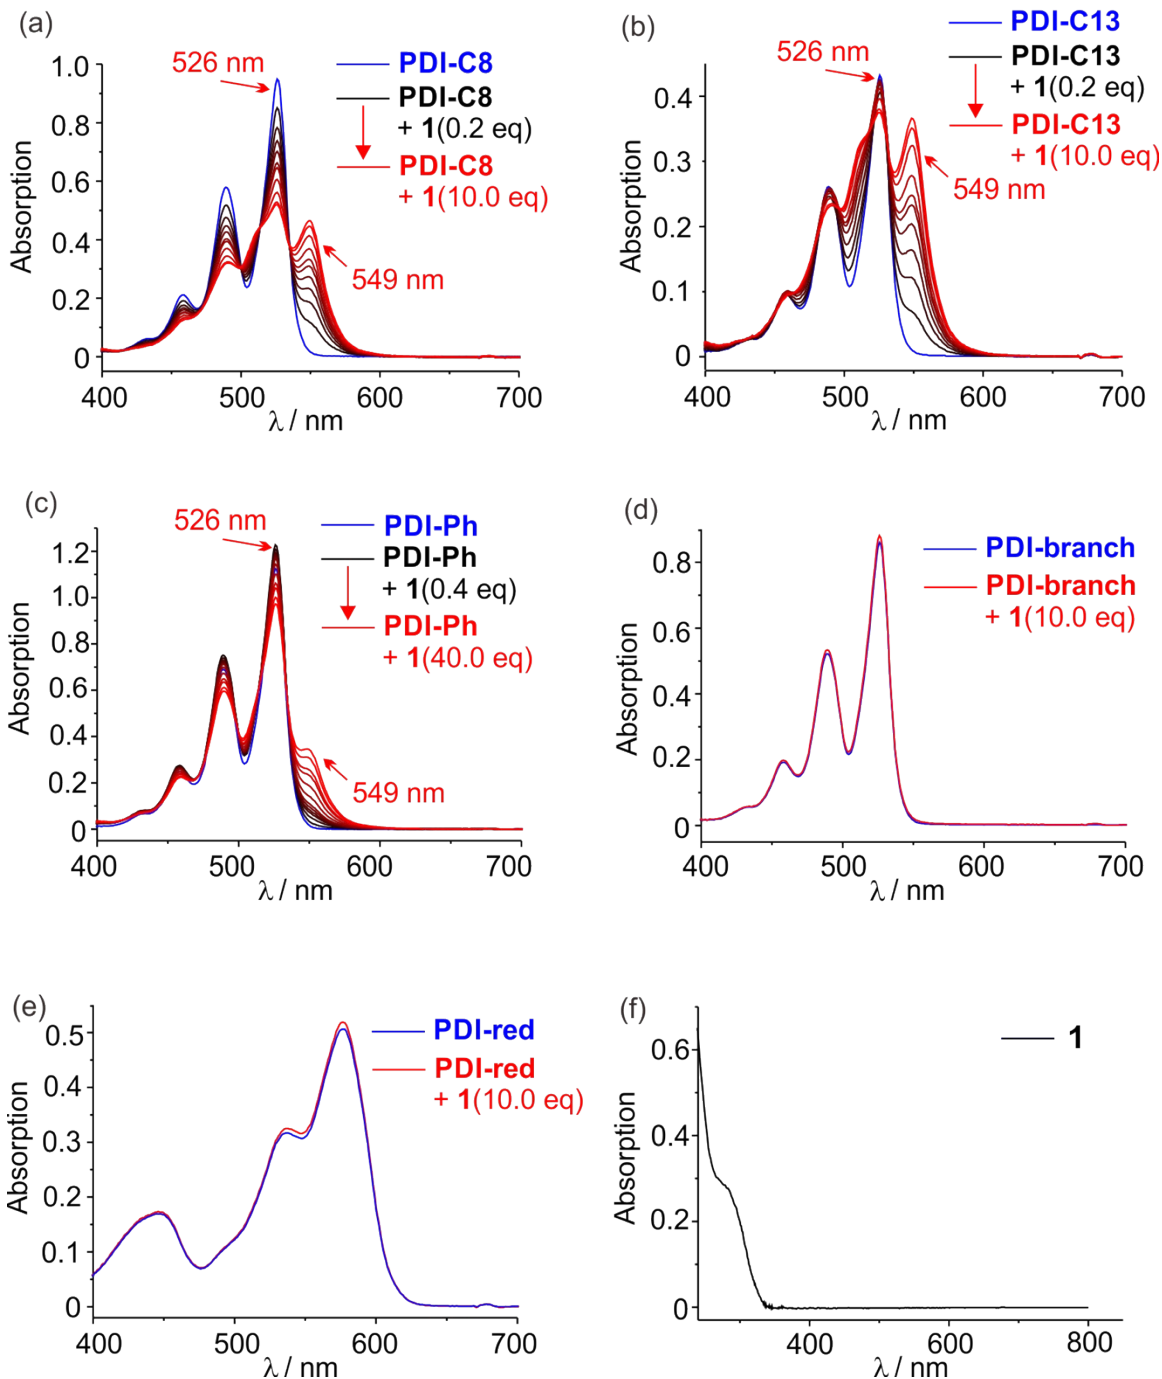 (a)
526 nm
PDI-C8
PDI-C8
+ 1(0.2 eq)
PDI-C8
+ 1(10.0 eq)
549 nm
1.0
0.8
0.6
0.4
0.2
0
Absorption
400 500 600 700
λ / nm
(b)
526 nm
PDI-C13
PDI-C13
+ 1(0.2 eq)
PDI-C13
+ 1(10.0 eq)
549 nm
0.4
0.3
0.2
0.1
0
Absorption
400 500 600 700
λ / nm
(c)
526 nm
PDI-Ph
PDI-Ph
+ 1(0.4 eq)
PDI-Ph
+ 1(40.0 eq)
549 nm
1.2
1.0
0.8
0.6
0.4
0.2
0
Absorption
400 500 600 700
λ / nm
(d)
PDI-branch
PDI-branch
+ 1(10.0 eq)
0.8
0.6
0.4
0.2
0
Absorption
400 500 600 700
λ / nm
(e)
PDI-red
PDI-red
+ 1(10.0 eq)
0.5
0.4
0.3
0.2
0.1
0
Absorption
400 500 600 700
λ / nm
(f)
1
0.6
0.4
0.2
0
Absorption
400 600 800
λ / nm